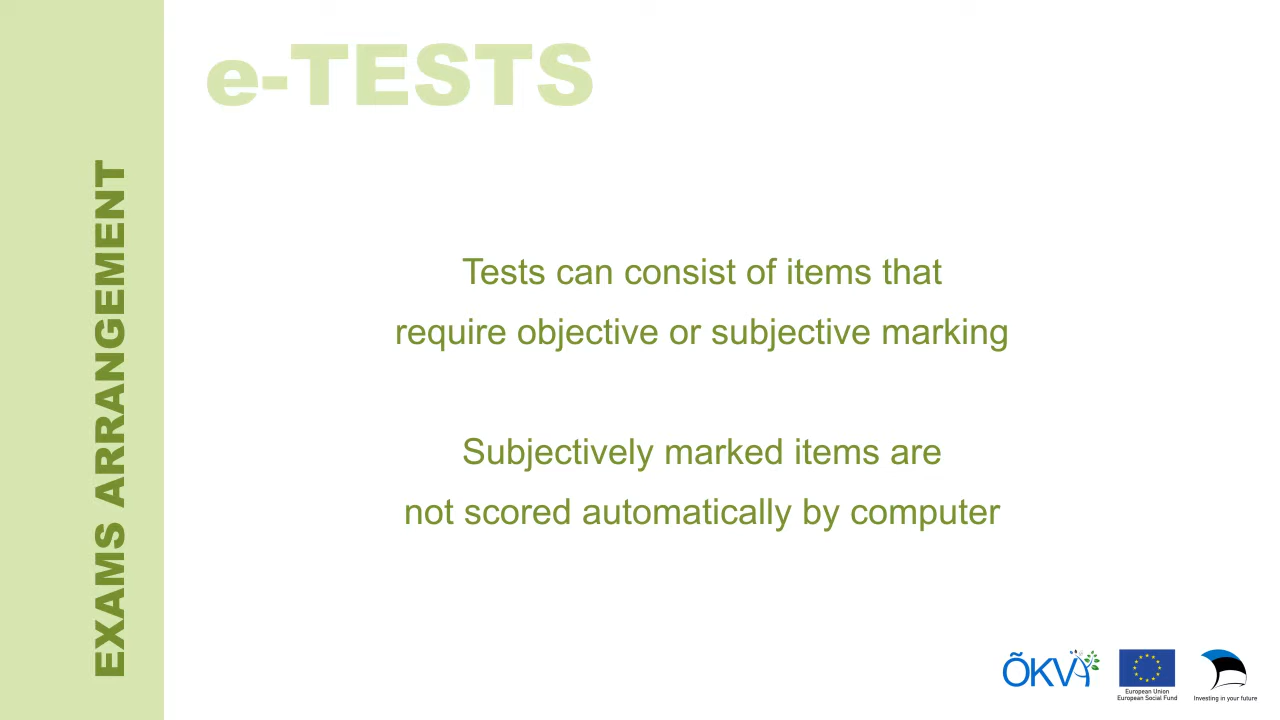 e-TESTS
EXAMS ARRANGEMENT
Tests can consist of items that
require objective or subjective marking
Subjectively marked items are
not scored automatically by computer
ÕKVA
European Union
European Social Fund
Investing in your future